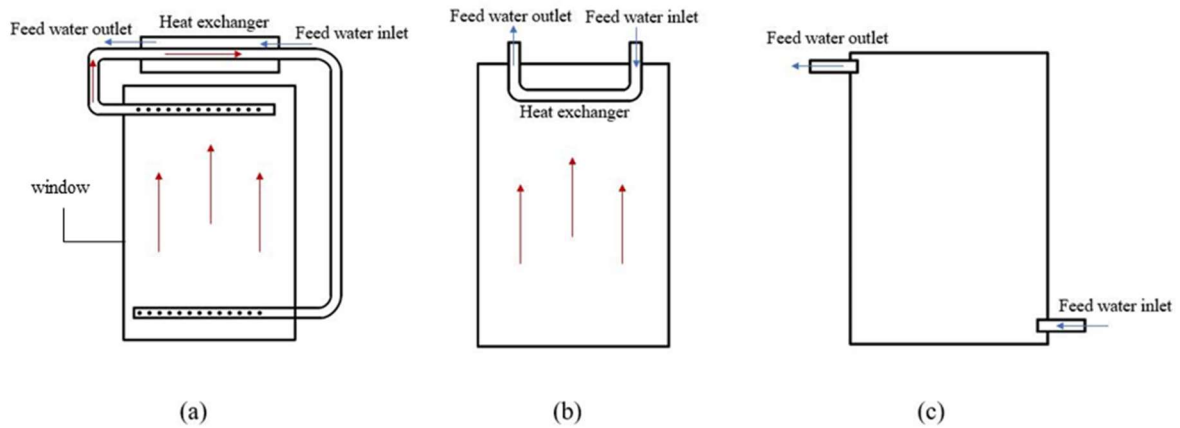 Feed water outlet
Heat exchanger
Feed water inlet
window
(a)
Feed water outlet
Feed water inlet
Heat exchanger
(b)
Feed water outlet
Feed water inlet
(c)